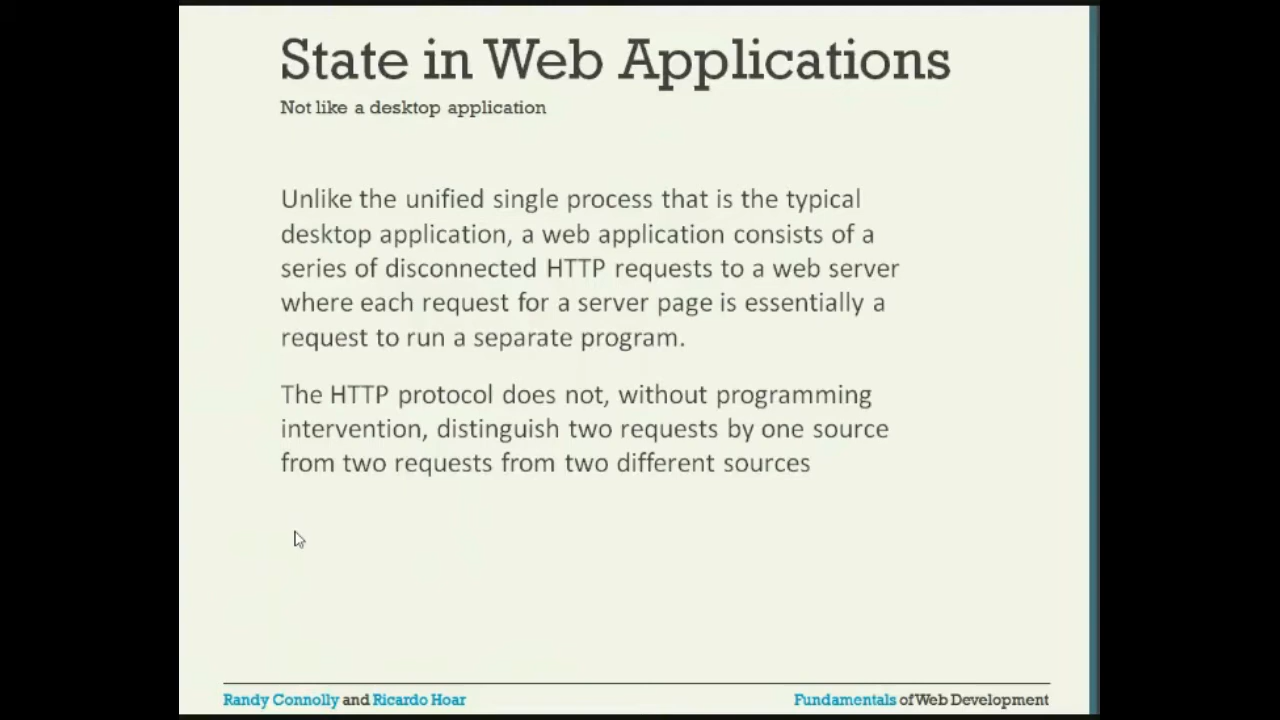 State in Web Applications
Not like a desktop application
Unlike the unified single process that is the typical
desktop application, a web application consists of a
series of disconnected HTTP requests to a web server
where each request for a server page is essentially a
request to run a separate program.
The HTTP protocol does not, without programming
intervention, distinguish two requests by one source
from two requests from two different sources
Randy Connolly and Ricardo Hoar
Fundamentals of Web Development